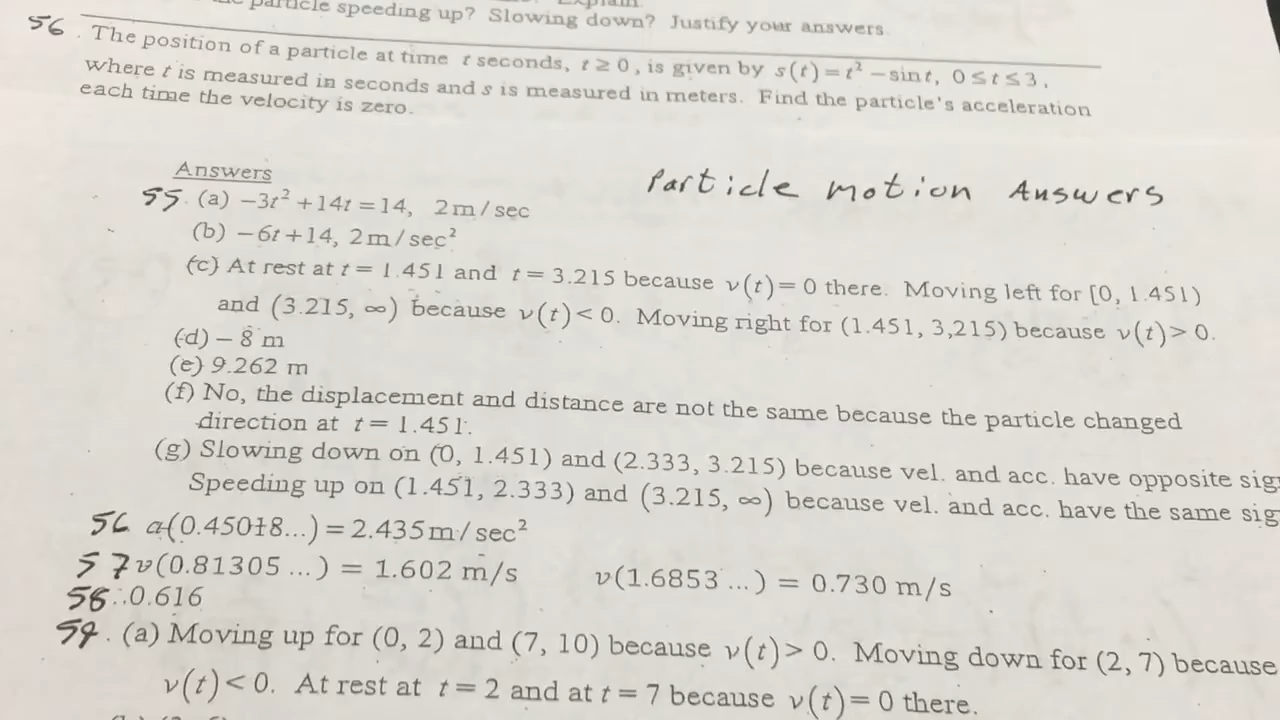 particle speeding up? Slowing down? Justify your answers
56. The position of a particle at time t seconds, t ≥ 0, is given by s(t) = t² − sin t, 0 ≤ t ≤ 3,
where t is measured in seconds and s is measured in meters. Find the particle's acceleration
each time the velocity is zero.
Answers
Particle motion Answers
55. (a) −3t² + 14t = 14, 2 m/sec
(b) −6t + 14, 2 m/sec²
(c) At rest at t = 1.451 and t = 3.215 because v(t) = 0 there. Moving left for [0, 1.451)
and (3.215, ∞) because v(t) < 0. Moving right for (1.451, 3,215) because v(t) > 0.
(d) − 8 m
(e) 9.262 m
(f) No, the displacement and distance are not the same because the particle changed
direction at t = 1.451.
(g) Slowing down on (0, 1.451) and (2.333, 3.215) because vel. and acc. have opposite sig
Speeding up on (1.451, 2.333) and (3.215, ∞) because vel. and acc. have the same sig
56 a(0.45018...) = 2.435 m/sec²
57 v(0.81305 ...) = 1.602 m/s v(1.6853 ...) = 0.730 m/s
58. 0.616
59. (a) Moving up for (0, 2) and (7, 10) because v(t) > 0. Moving down for (2, 7) because
v(t) < 0. At rest at t = 2 and at t = 7 because v(t) = 0 there.